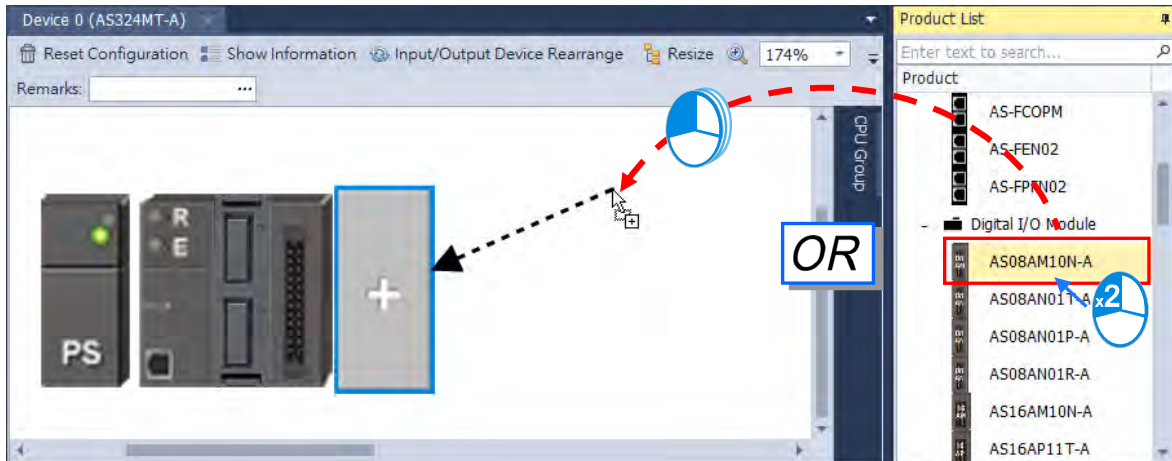 Device 0 (AS324MT-A)
Reset Configuration Show Information Input/Output Device Rearrange Resize 174%
Remarks: ...
R
E
PS
+
CPU Group
OR
Product List
Enter text to search...
Product
AS-FCOPM
AS-FEN02
AS-FPFN02
- Digital I/O Module
AS08AM10N-A
AS08AN01T-A
x2
AS08AN01P-A
AS08AN01R-A
AS16AM10N-A
AS16AP11T-A